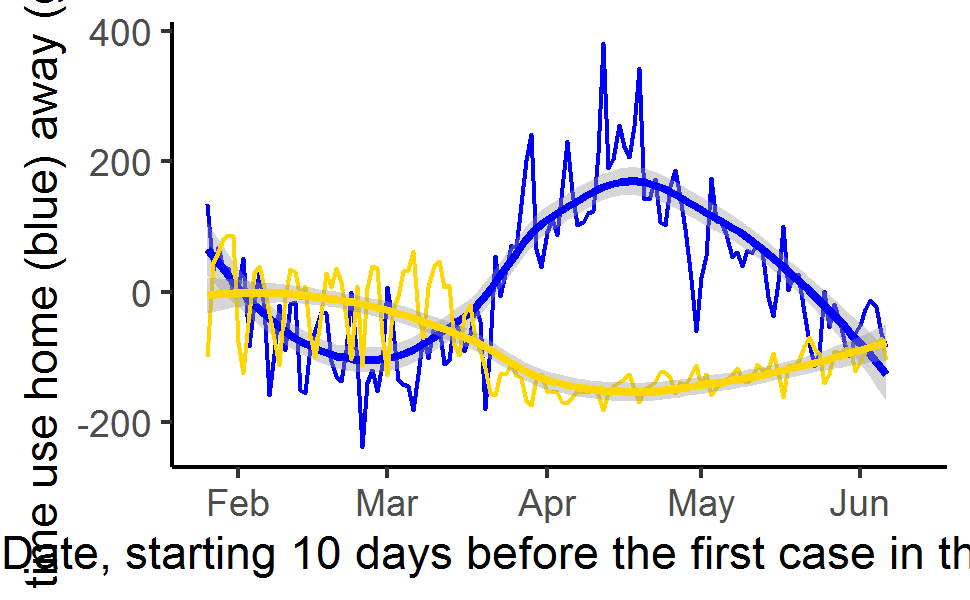 time use home (blue) away (
400
200
0
-200
Feb Mar Apr May Jun
Date, starting 10 days before the first case in th